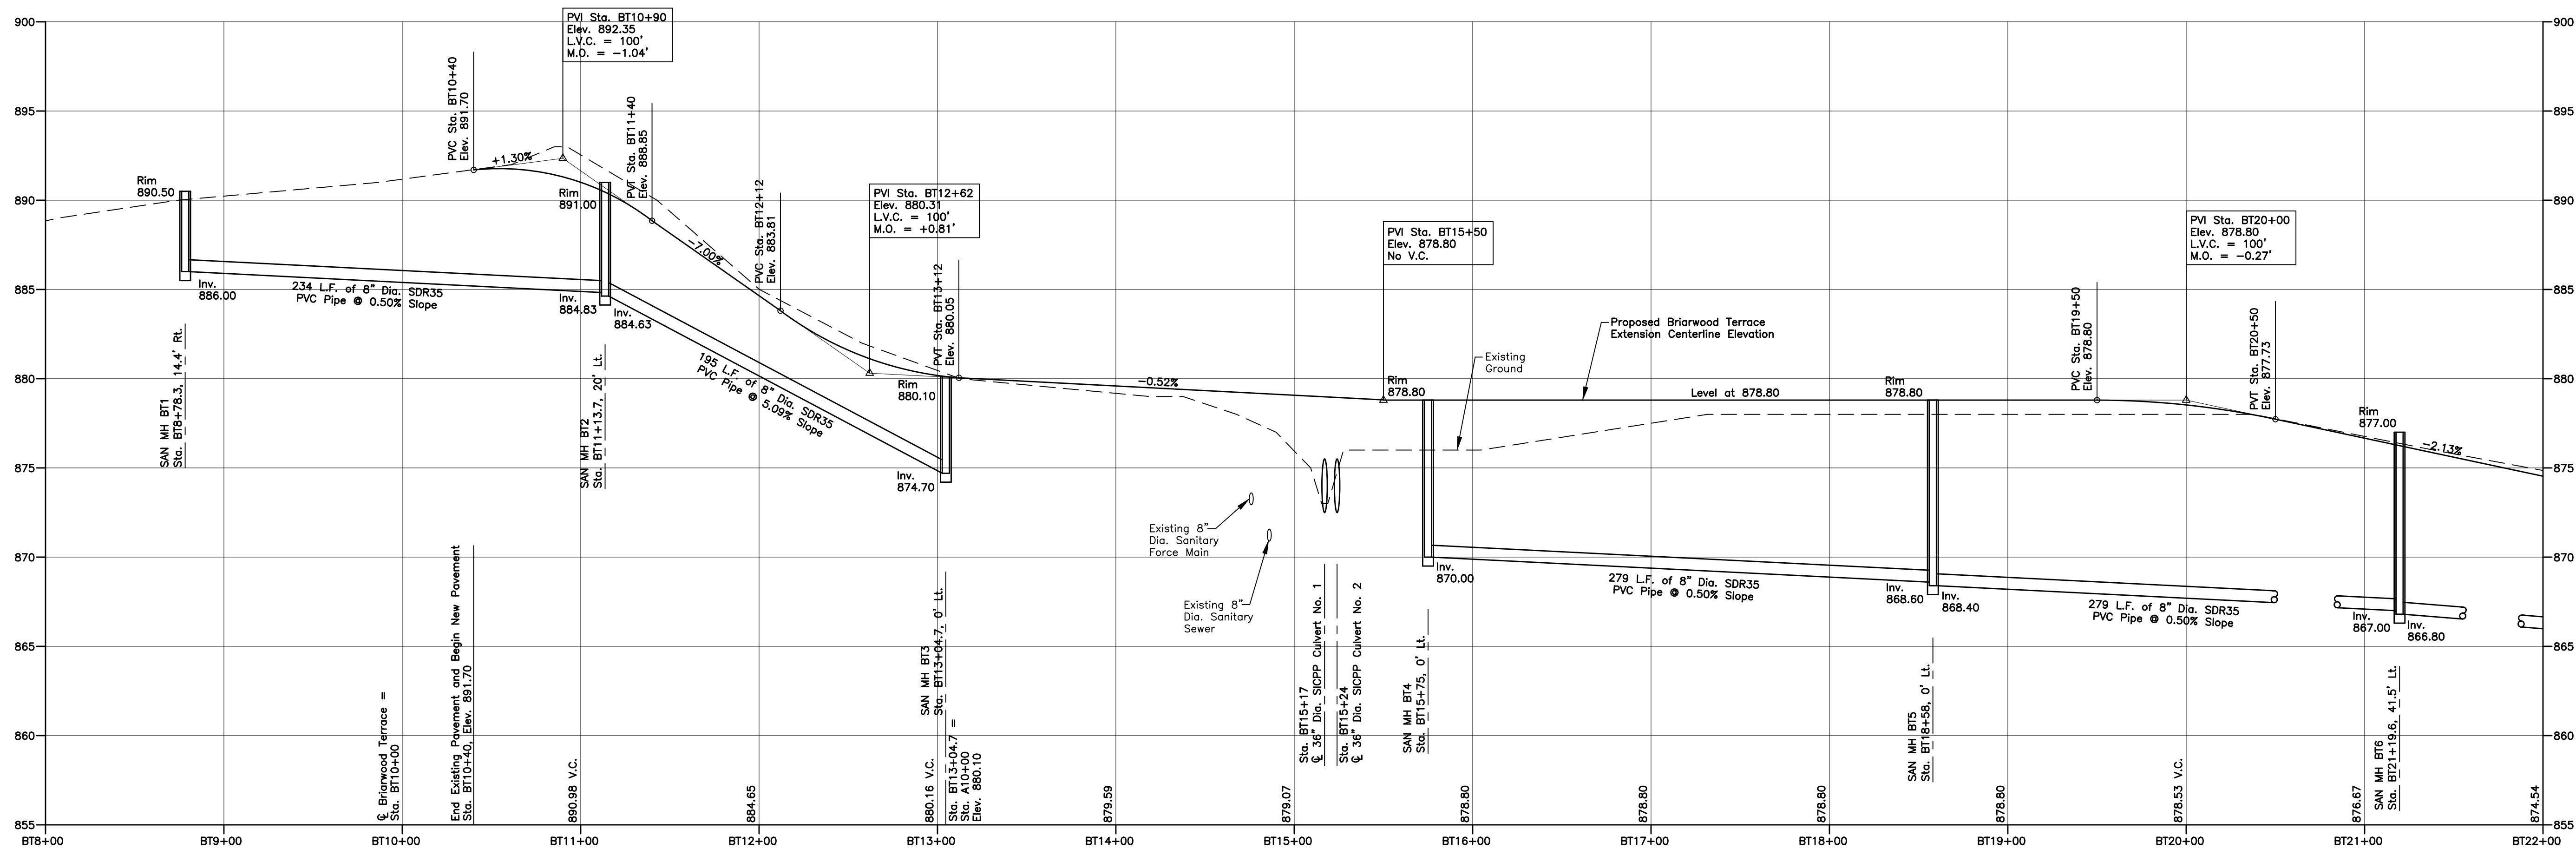 900
895
890
885
880
875
870
865
860
855
900
895
890
885
880
875
870
865
860
855
PVI Sta. BT10+90
Elev. 892.35
L.V.C. = 100'
M.O. = -1.04'
PVC Sta. BT10+40
Elev. 891.70
+1.30%
PVT Sta. BT11+40
Elev. 888.85
-7.00%
PVC Sta. BT12+12
Elev. 883.81
PVI Sta. BT12+62
Elev. 880.31
L.V.C. = 100'
M.O. = +0.81'
PVT Sta. BT13+12
Elev. 880.05
-0.52%
PVI Sta. BT15+50
Elev. 878.80
No V.C.
Proposed Briarwood Terrace
Extension Centerline Elevation
Existing
Ground
Level at 878.80
PVC Sta. BT19+50
Elev. 878.80
PVI Sta. BT20+00
Elev. 878.80
L.V.C. = 100'
M.O. = -0.27'
PVT Sta. BT20+50
Elev. 877.73
-2.13%
Rim
890.50
Inv.
886.00
234 L.F. of 8" Dia. SDR35
PVC Pipe @ 0.50% Slope
SAN MH BT1
Sta. BT8+78.3, 14.4' Rt.
Rim
891.00
Inv.
884.83
Inv.
884.63
SAN MH BT2
Sta. BT11+13.7, 20' Lt.
195 L.F. of 8" Dia. SDR35
PVC Pipe @ 5.09% Slope
Rim
880.10
Inv.
874.70
SAN MH BT3
Sta. BT13+04.7, 0' Lt.
Sta. BT13+04.7 =
Sta. A10+00
Elev. 880.10
Existing 8"
Dia. Sanitary
Force Main
Existing 8"
Dia. Sanitary
Sewer
Sta. BT15+17
℄ 36" Dia. SICPP Culvert No. 1
Sta. BT15+24
℄ 36" Dia. SICPP Culvert No. 2
Rim
878.80
Inv.
870.00
SAN MH BT4
Sta. BT15+75, 0' Lt.
279 L.F. of 8" Dia. SDR35
PVC Pipe @ 0.50% Slope
Rim
878.80
Inv.
868.60
Inv.
868.40
SAN MH BT5
Sta. BT18+58, 0' Lt.
279 L.F. of 8" Dia. SDR35
PVC Pipe @ 0.50% Slope
Rim
877.00
Inv.
867.00
Inv.
866.80
SAN MH BT6
Sta. BT21+19.6, 41.5' Lt.
℄ Briarwood Terrace =
Sta. BT10+00
End Existing Pavement and Begin New Pavement
Sta. BT10+40, Elev. 891.70
890.98 V.C.
884.65
880.16 V.C.
879.59
879.07
878.80
878.80
878.80
878.80
878.53 V.C.
876.67
874.54
BT8+00
BT9+00
BT10+00
BT11+00
BT12+00
BT13+00
BT14+00
BT15+00
BT16+00
BT17+00
BT18+00
BT19+00
BT20+00
BT21+00
BT22+00